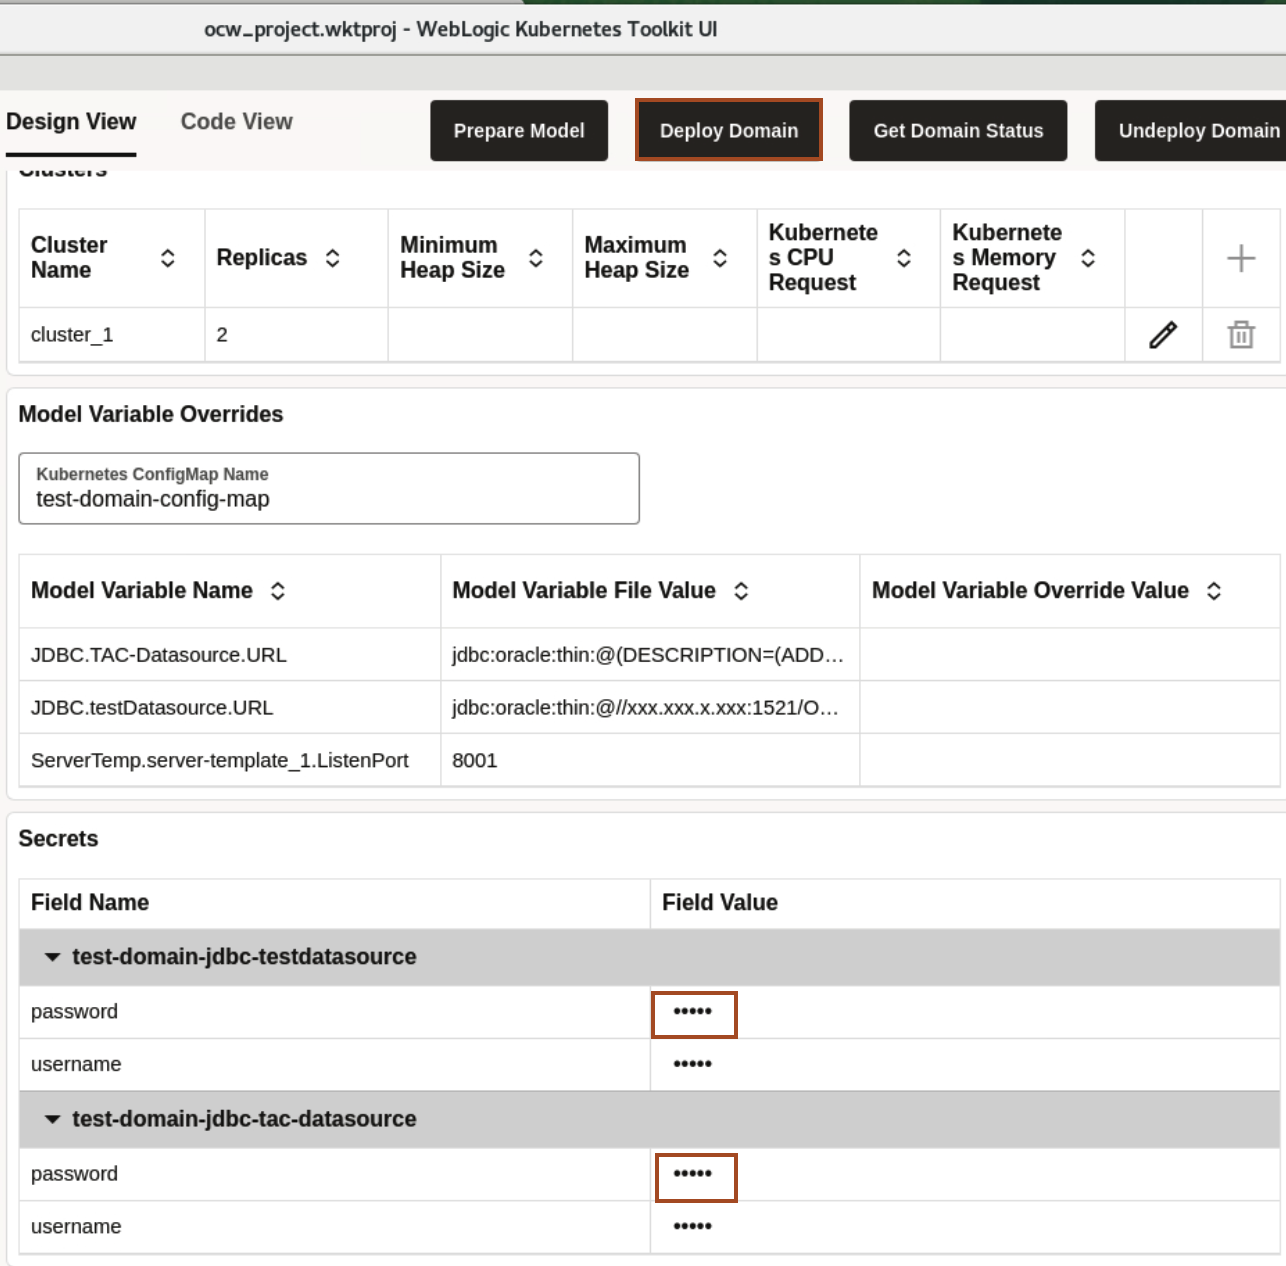 ocw_project.wktproj - WebLogic Kubernetes Toolkit UI
Design View
Code View
Prepare Model
Deploy Domain
Get Domain Status
Undeploy Domain
Clusters
Cluster Name
Replicas
Minimum Heap Size
Maximum Heap Size
Kubernete
s CPU
Request
Kubernete
s Memory
Request
cluster_1
2
Model Variable Overrides
Kubernetes ConfigMap Name
test-domain-config-map
Model Variable Name
Model Variable File Value
Model Variable Override Value
JDBC.TAC-Datasource.URL
jdbc:oracle:thin:@(DESCRIPTION=(ADD...
JDBC.testDatasource.URL
jdbc:oracle:thin:@//xxx.xxx.x.xxx:1521/O...
ServerTemp.server-template_1.ListenPort
8001
Secrets
Field Name
Field Value
test-domain-jdbc-testdatasource
password
•••••
username
•••••
test-domain-jdbc-tac-datasource
password
•••••
username
•••••